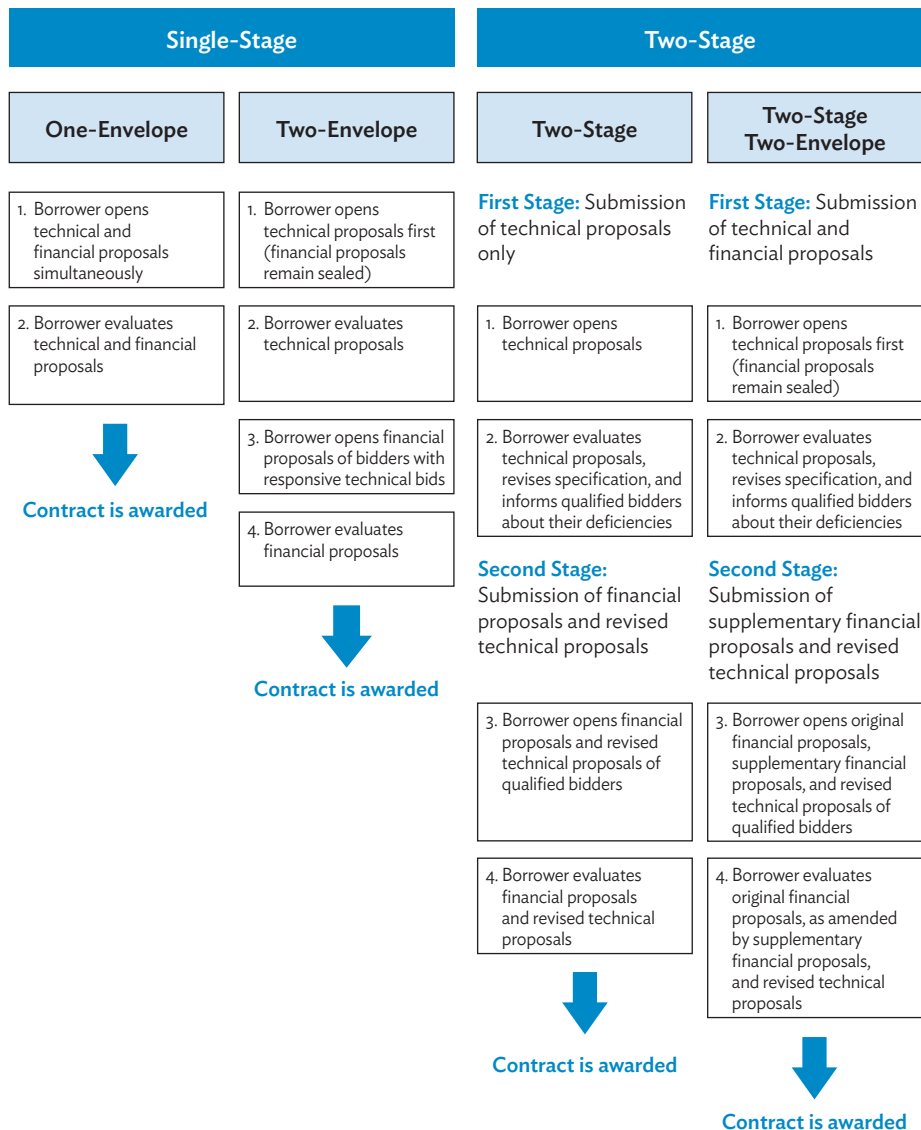 Single-Stage
Two-Stage
One-Envelope
Two-Envelope
Two-Stage
Two-Stage
Two-Envelope
1. Borrower opens
technical and
financial proposals
simultaneously
2. Borrower evaluates
technical and financial
proposals
Contract is awarded
1. Borrower opens
technical proposals first
(financial proposals
remain sealed)
2. Borrower evaluates
technical proposals
3. Borrower opens financial
proposals of bidders with
responsive technical bids
4. Borrower evaluates
financial proposals
Contract is awarded
First Stage: Submission
of technical proposals
only
1. Borrower opens
technical proposals
2. Borrower evaluates
technical proposals,
revises specification, and
informs qualified bidders
about their deficiencies
Second Stage:
Submission of financial
proposals and revised
technical proposals
3. Borrower opens financial
proposals and revised
technical proposals of
qualified bidders
4. Borrower evaluates
financial proposals
and revised technical
proposals
Contract is awarded
First Stage: Submission
of technical and
financial proposals
1. Borrower opens
technical proposals first
(financial proposals
remain sealed)
2. Borrower evaluates
technical proposals,
revises specification, and
informs qualified bidders
about their deficiencies
Second Stage:
Submission of
supplementary financial
proposals and revised
technical proposals
3. Borrower opens original
financial proposals,
supplementary financial
proposals, and revised
technical proposals of
qualified bidders
4. Borrower evaluates
original financial
proposals, as amended
by supplementary
financial proposals,
and revised technical
proposals
Contract is awarded